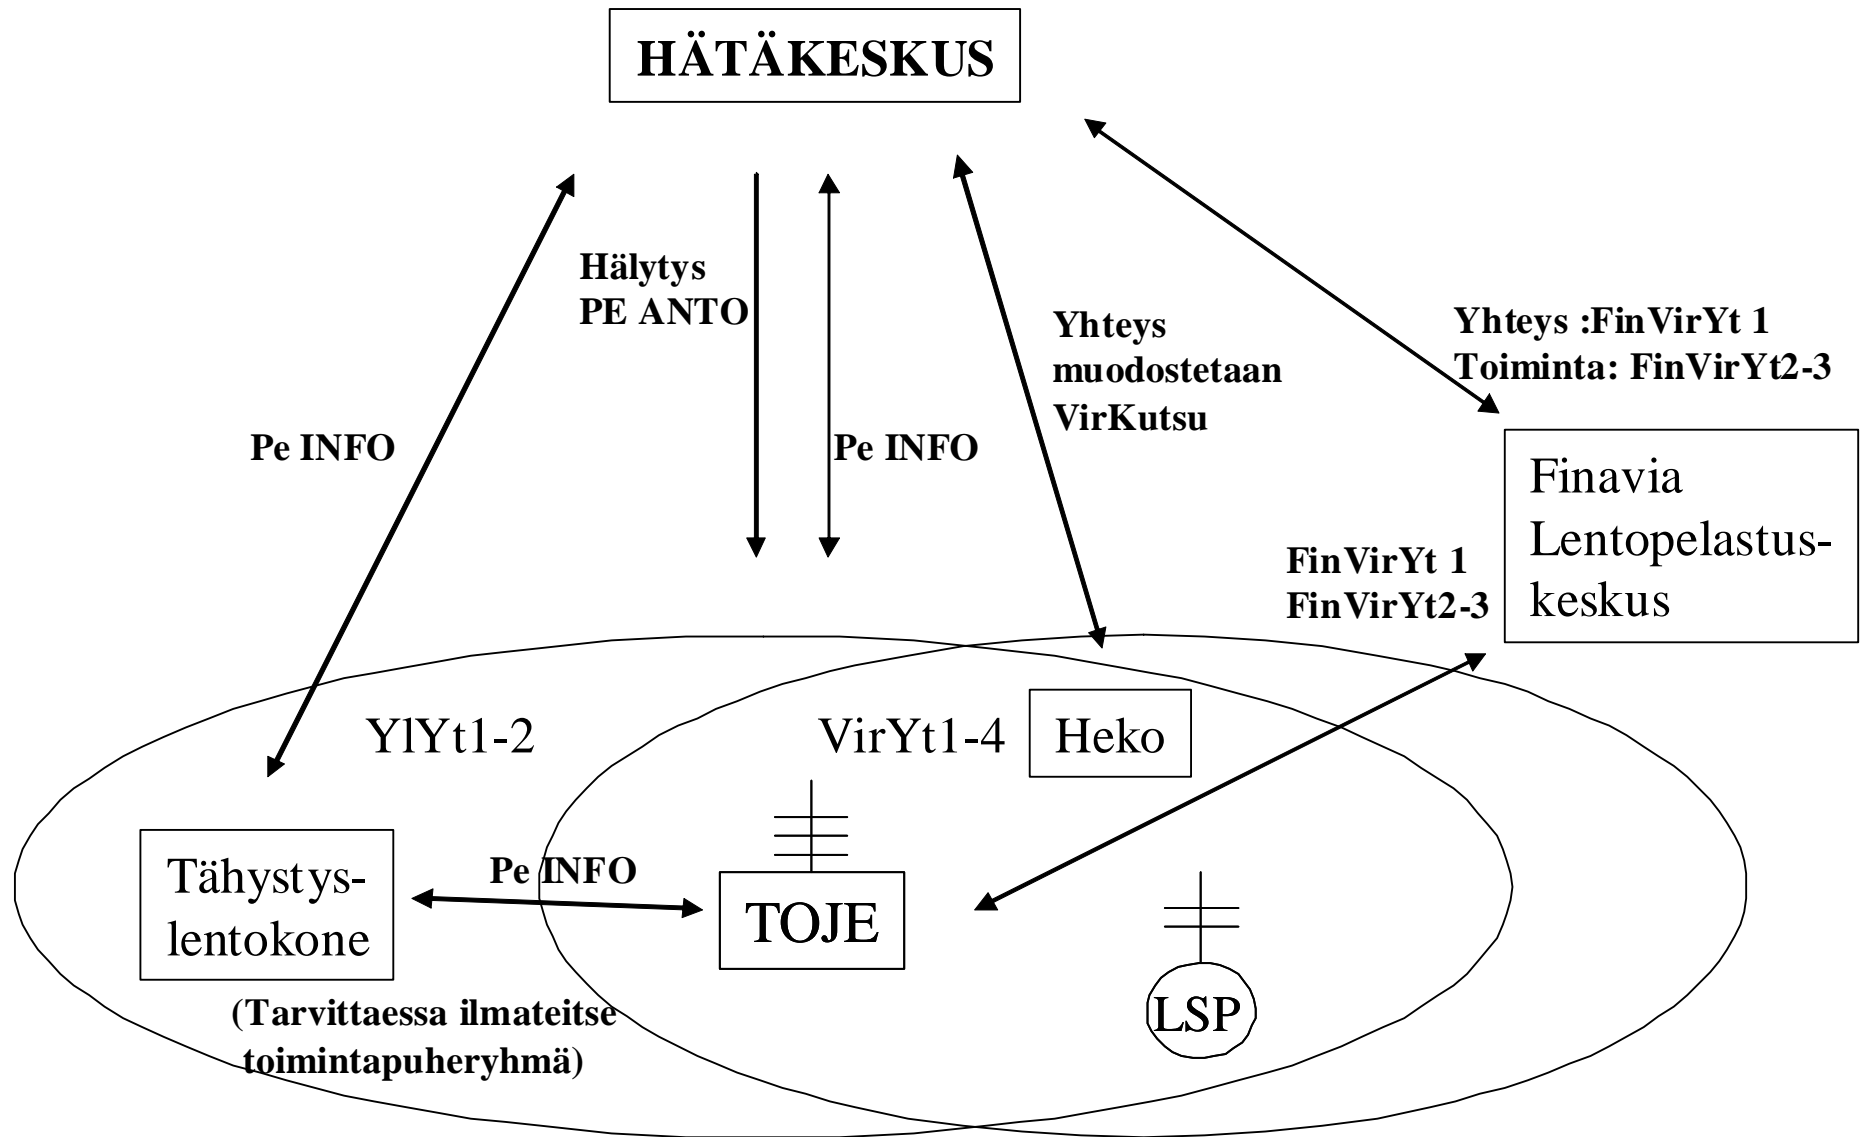 HÄTÄKESKUS
Hälytys
PE ANTO
Yhteys
muodostetaan
VirKutsu
Yhteys :FinVirYt 1
Toiminta: FinVirYt2-3
Pe INFO
Pe INFO
Finavia
Lentopelastus-
keskus
FinVirYt 1
FinVirYt2-3
YlYt1-2
VirYt1-4
Heko
Tähystys-
lentokone
Pe INFO
TOJE
LSP
(Tarvittaessa ilmateitse
toimintapuheryhmä)